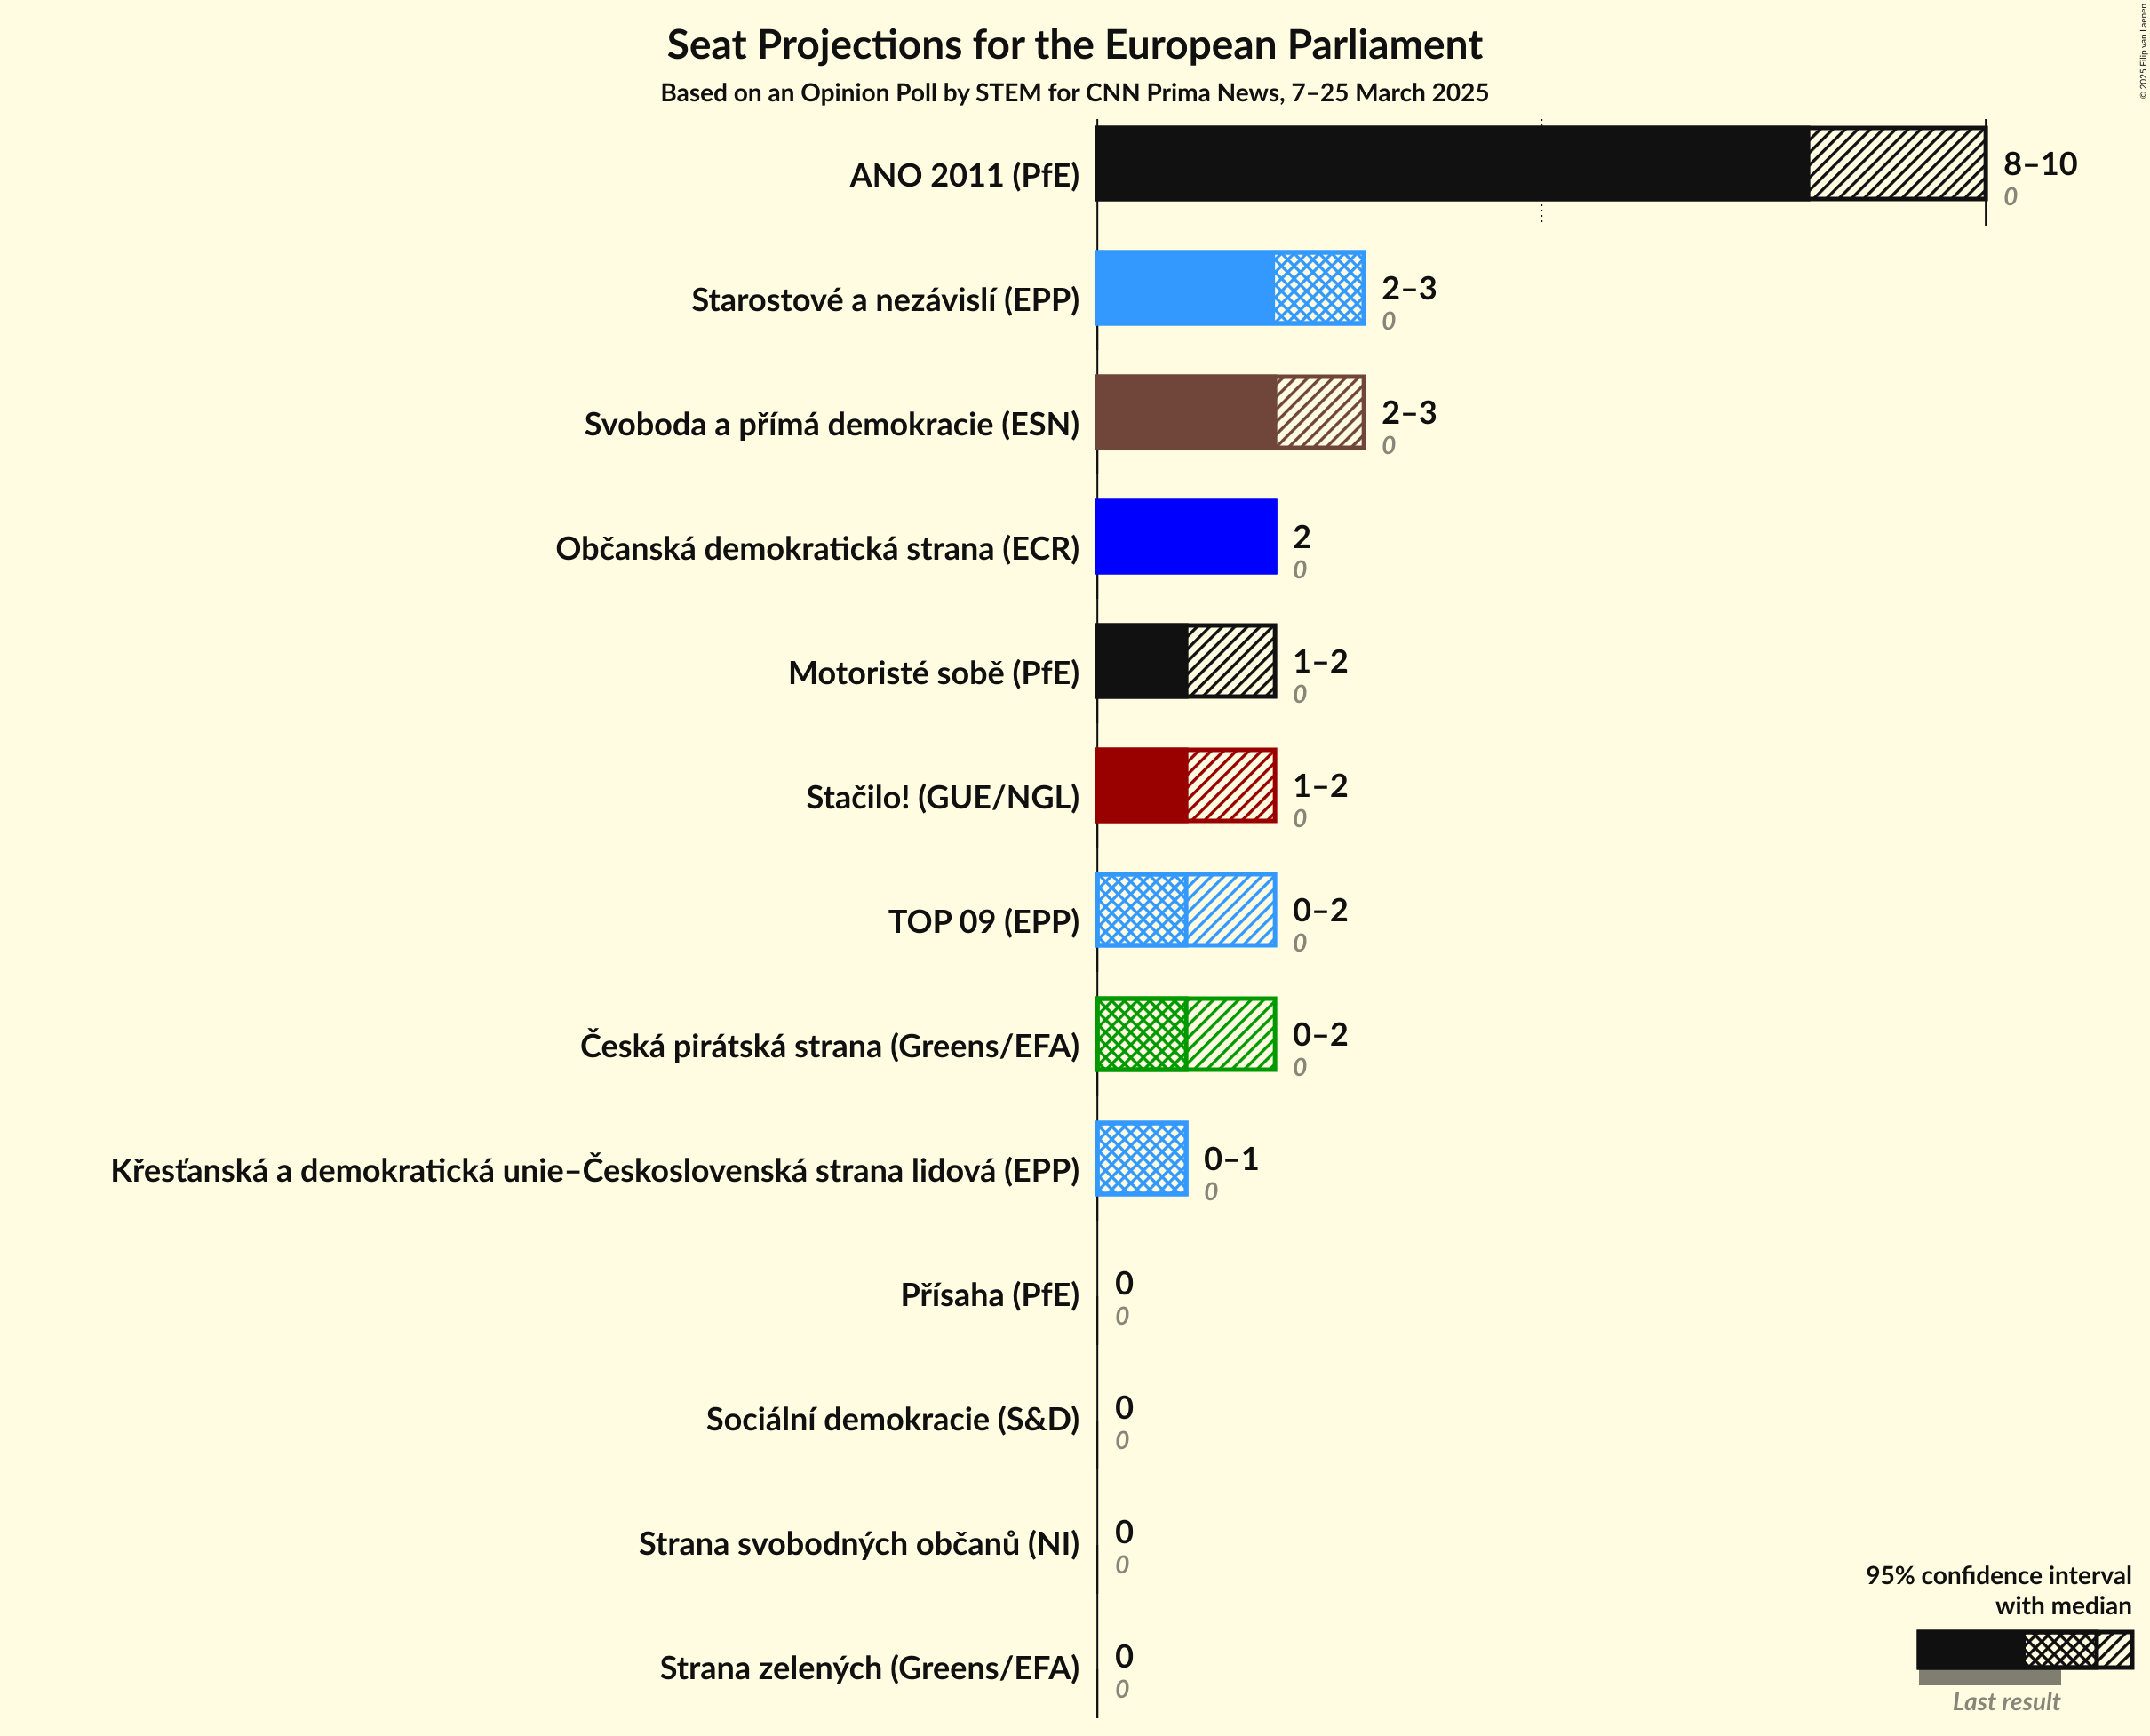 Seat Projections for the European Parliament
Based on an Opinion Poll by STEM for CNN Prima News, 7–25 March 2025
© 2025 Filip van Laenen
ANO 2011 (PfE)
8–10
0
Starostové a nezávislí (EPP)
2–3
0
Svoboda a přímá demokracie (ESN)
2–3
0
Občanská demokratická strana (ECR)
2
0
Motoristé sobě (PfE)
1–2
0
Stačilo! (GUE/NGL)
1–2
0
TOP 09 (EPP)
0–2
0
Česká pirátská strana (Greens/EFA)
0–2
0
Křesťanská a demokratická unie–Československá strana lidová (EPP)
0–1
0
Přísaha (PfE)
0
0
Sociální demokracie (S&D)
0
0
Strana svobodných občanů (NI)
0
0
Strana zelených (Greens/EFA)
0
0
95% confidence interval
with median
Last result